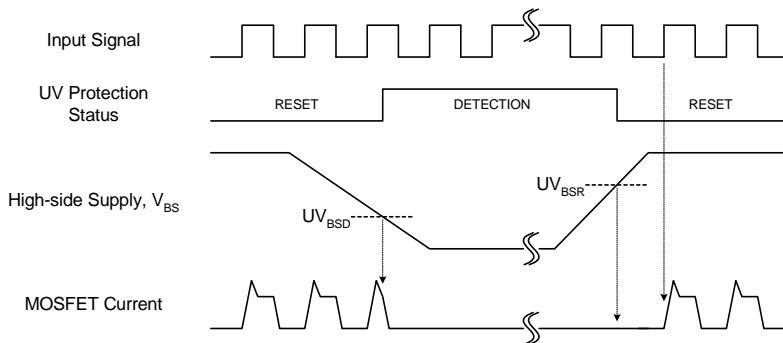 Input Signal
UV Protection
Status
RESET
DETECTION
RESET
High-side Supply, V_BS
UV_BSD
UV_BSR
MOSFET Current